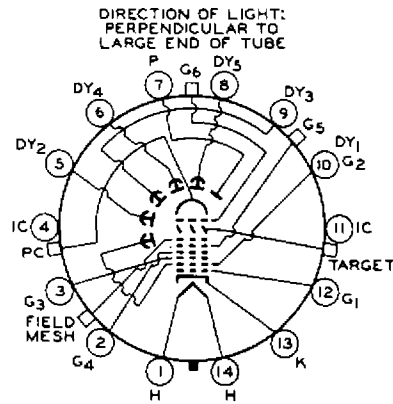 DIRECTION OF LIGHT:
PERPENDICULAR TO
LARGE END OF TUBE
P
G6
DY5
7
8
DY4
6
9
DY3
G5
DY2
5
10
DY1
G2
IC
4
11
IC
PC
TARGET
G3
3
12
G1
FIELD
MESH
2
13
K
G4
1
14
H
H